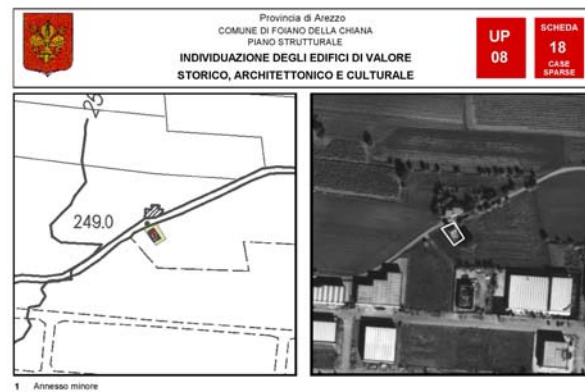 Provincia di Arezzo
COMUNE DI FOIANO DELLA CHIANA
PIANO STRUTTURALE
INDIVIDUAZIONE DEGLI EDIFICI DI VALORE
STORICO, ARCHITETTONICO E CULTURALE
UP
08
SCHEDA
18
CASE
SPARSE
249.0
1 Annesso minore